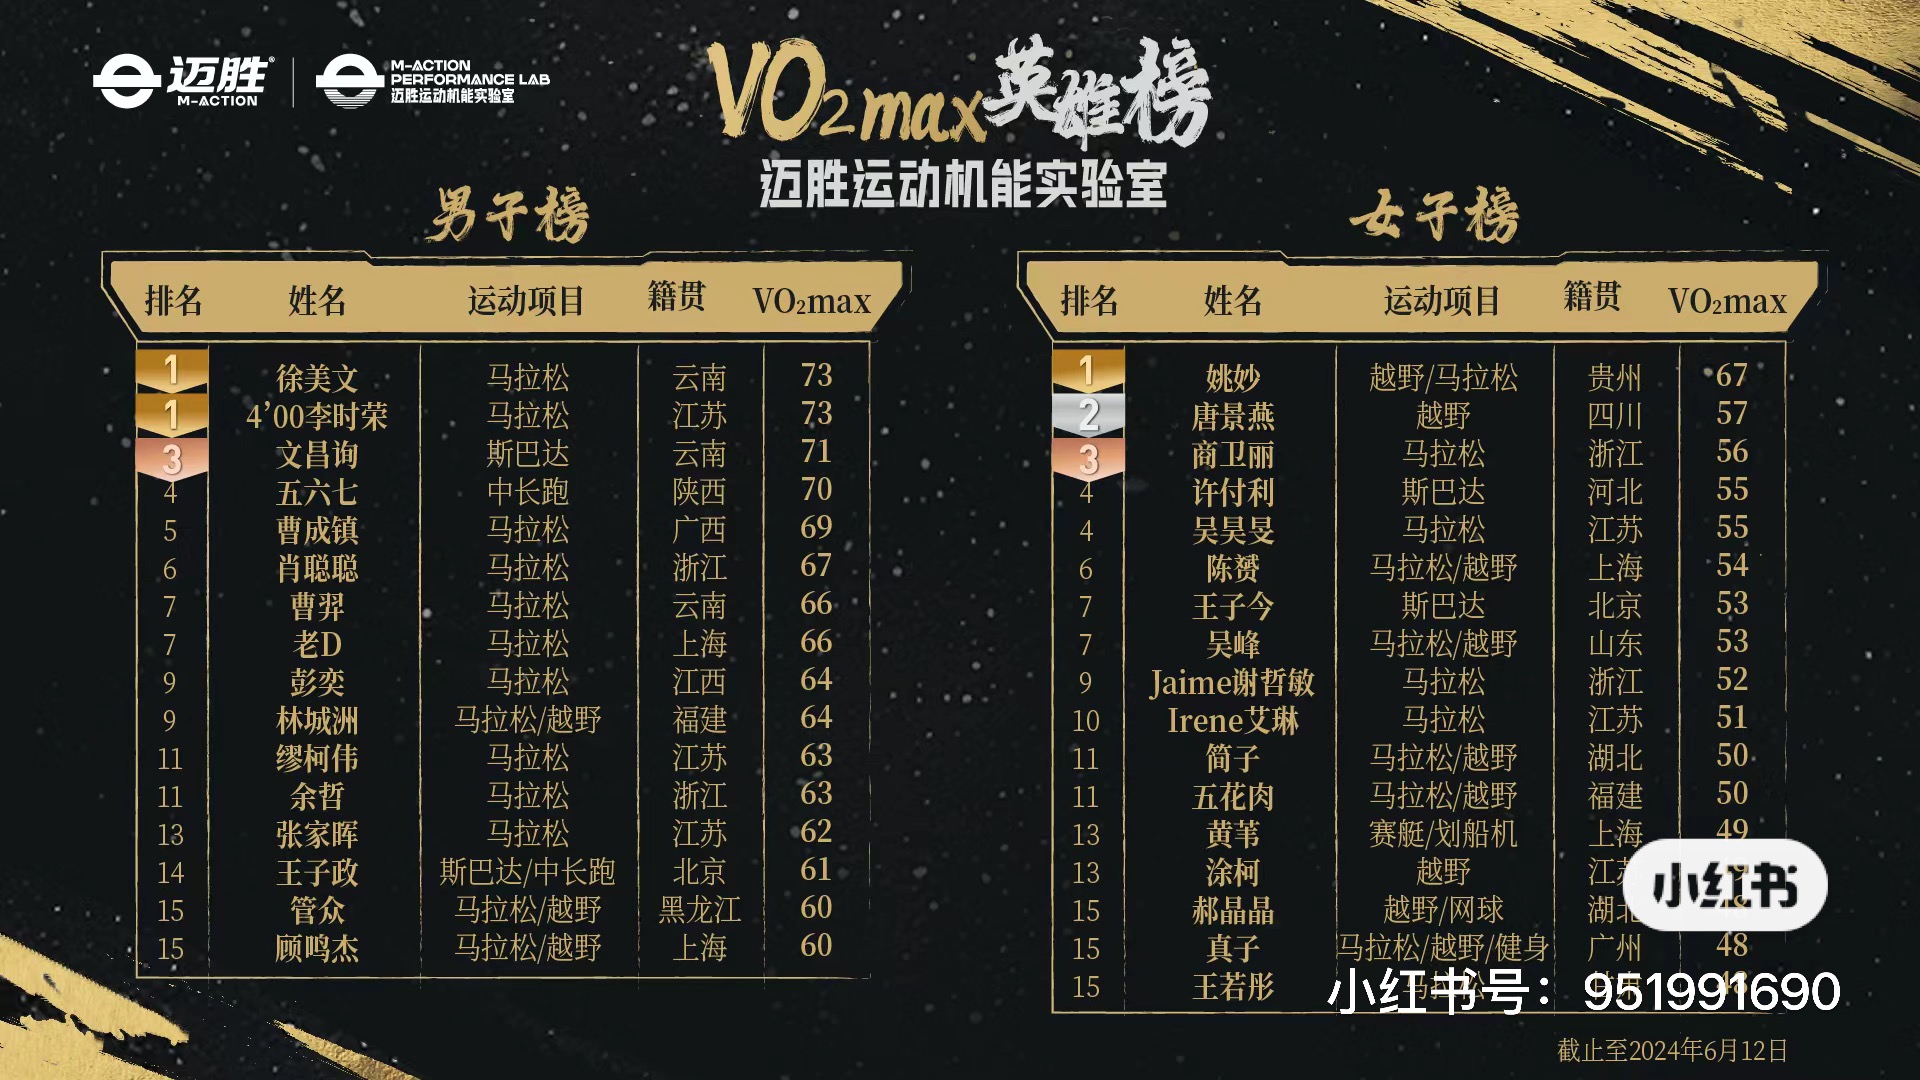 迈胜®
M-ACTION
M-ACTION
PERFORMANCE LAB
迈胜运动机能实验室
VO2max英雄榜
迈胜运动机能实验室
男子榜
排名 姓名 运动项目 籍贯 VO₂max
1 徐美文 马拉松 云南 73
1 4’00李时荣 马拉松 江苏 73
3 文昌询 斯巴达 云南 71
4 五六七 中长跑 陕西 70
5 曹成镇 马拉松 广西 69
6 肖聪聪 马拉松 浙江 67
7 曹羿 马拉松 云南 66
7 老D 马拉松 上海 66
9 彭奕 马拉松 江西 64
9 林城洲 马拉松/越野 福建 64
11 缪柯伟 马拉松 江苏 63
11 余哲 马拉松 浙江 63
13 张家晖 马拉松 江苏 62
14 王子政 斯巴达/中长跑 北京 61
15 管众 马拉松/越野 黑龙江 60
15 顾鸣杰 马拉松/越野 上海 60
女子榜
排名 姓名 运动项目 籍贯 VO₂max
1 姚妙 越野/马拉松 贵州 67
2 唐景燕 越野 四川 57
3 商卫丽 马拉松 浙江 56
4 许付利 斯巴达 河北 55
4 吴昊旻 马拉松 江苏 55
6 陈赟 马拉松/越野 上海 54
7 王子今 斯巴达 北京 53
7 吴峰 马拉松/越野 山东 53
9 Jaime谢哲敏 马拉松 浙江 52
10 Irene艾琳 马拉松 江苏 51
11 简子 马拉松/越野 湖北 50
11 五花肉 马拉松/越野 福建 50
13 黄苇 赛艇/划船机 上海 49
13 涂柯 越野 江
15 郝晶晶 越野/网球 湖
15 真子 马拉松/越野/健身 广州 48
15 王若彤 马拉松
小红书
小红书号：951991690
截止至2024年6月12日